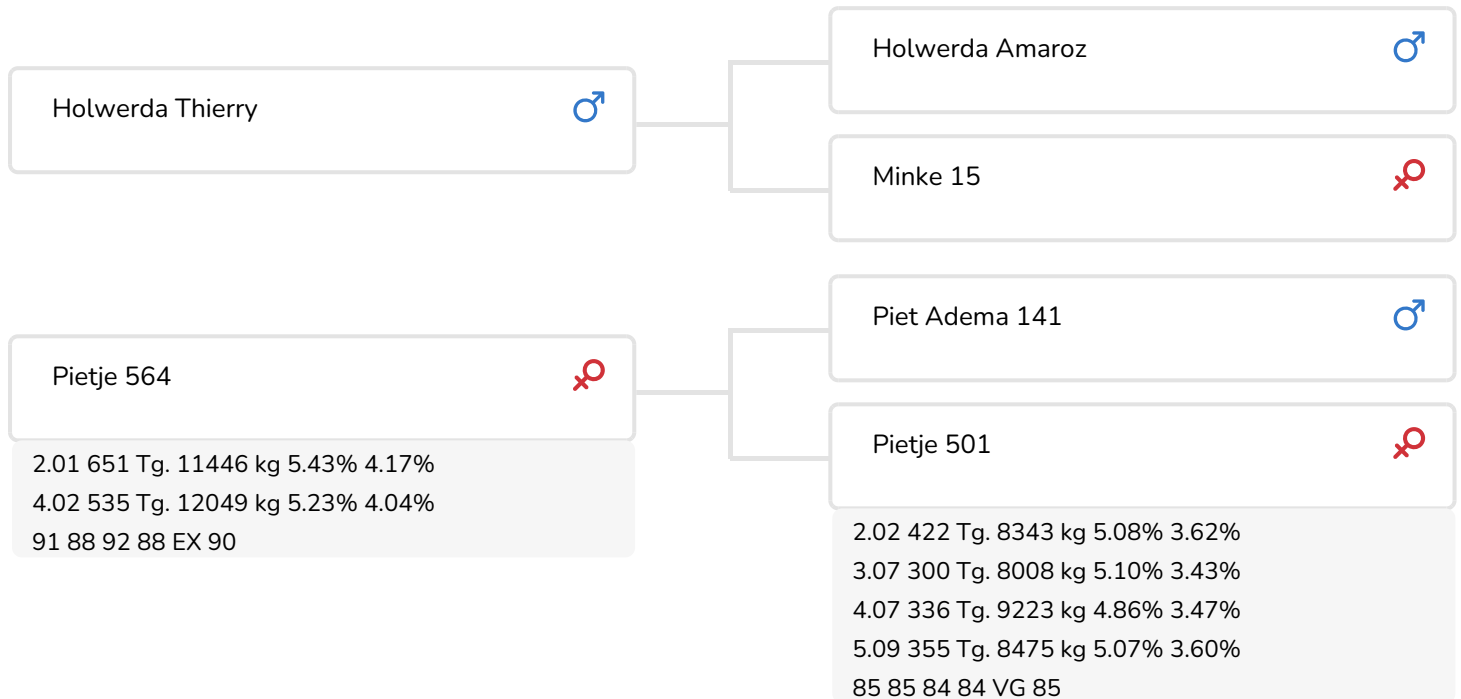 Holwerda Thierry
Holwerda Amaroz
Minke 15
Pietje 564
2.01 651 Tg. 11446 kg 5.43% 4.17%
4.02 535 Tg. 12049 kg 5.23% 4.04%
91 88 92 88 EX 90
Piet Adema 141
Pietje 501
2.02 422 Tg. 8343 kg 5.08% 3.62%
3.07 300 Tg. 8008 kg 5.10% 3.43%
4.07 336 Tg. 9223 kg 4.86% 3.47%
5.09 355 Tg. 8475 kg 5.07% 3.60%
85 85 84 84 VG 85